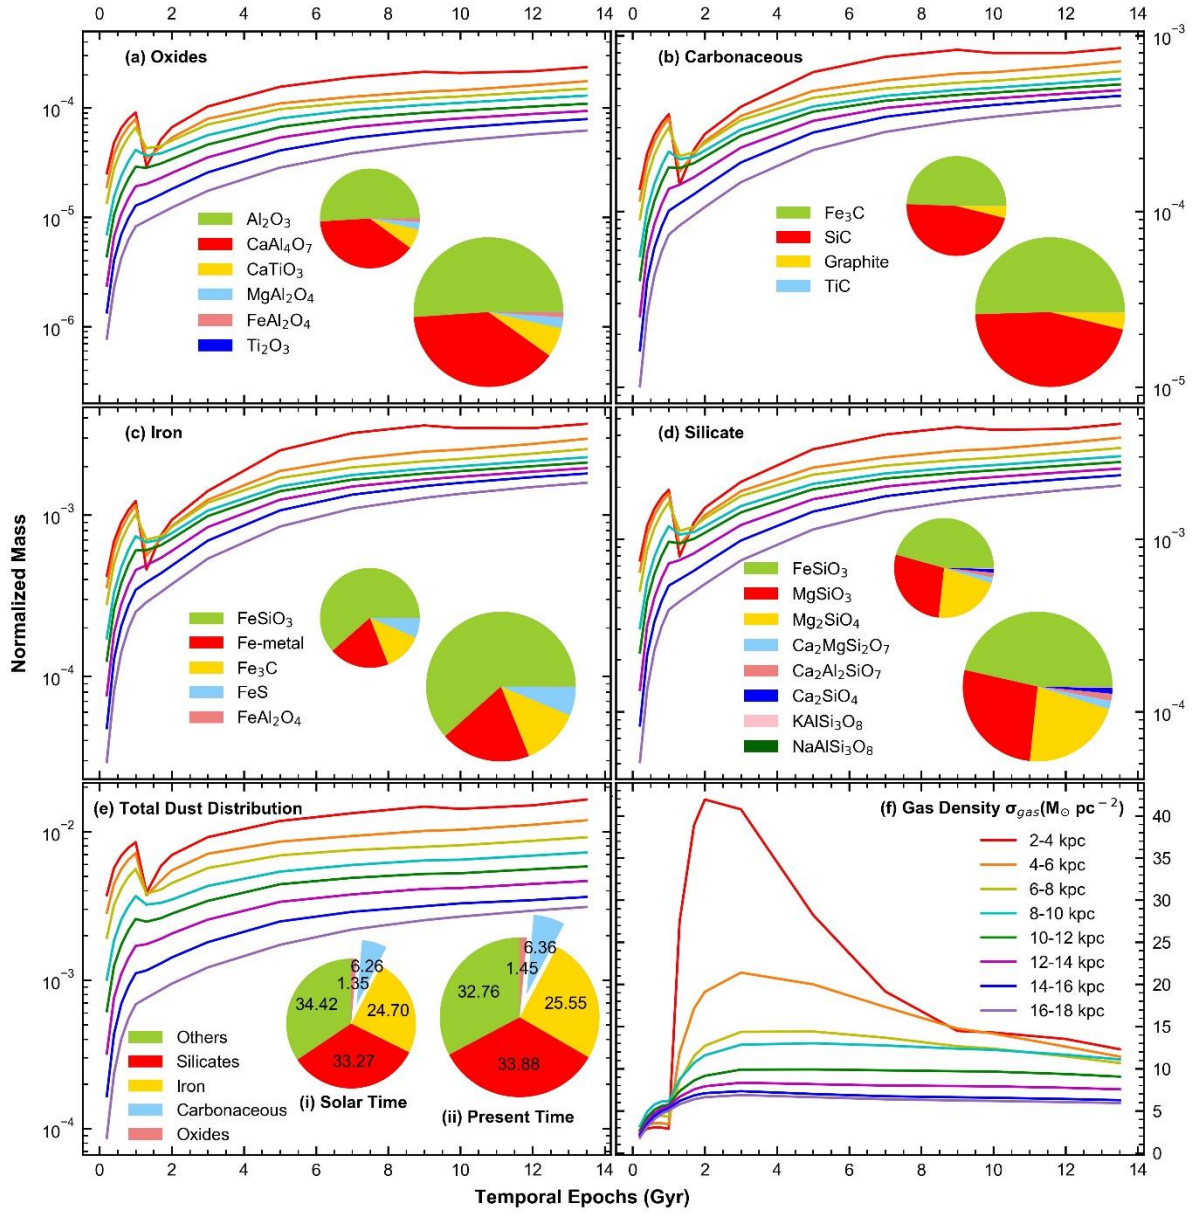 0 2 4 6 8 10 12 14
0 2 4 6 8 10 12 14
(a) Oxides
10⁻⁴
10⁻⁵
10⁻⁶
Al₂O₃
CaAl₄O₇
CaTiO₃
MgAl₂O₄
FeAl₂O₄
Ti₂O₃
(b) Carbonaceous
10⁻³
10⁻⁴
10⁻⁵
Fe₃C
SiC
Graphite
TiC
Normalized Mass
(c) Iron
10⁻³
10⁻⁴
FeSiO₃
Fe-metal
Fe₃C
FeS
FeAl₂O₄
(d) Silicate
10⁻³
10⁻⁴
FeSiO₃
MgSiO₃
Mg₂SiO₄
Ca₂MgSi₂O₇
Ca₂Al₂SiO₇
Ca₂SiO₄
KAlSi₃O₈
NaAlSi₃O₈
(e) Total Dust Distribution
10⁻²
10⁻³
10⁻⁴
Others
Silicates
Iron
Carbonaceous
Oxides
6.26
1.35
34.42
24.70
33.27
(i) Solar Time
6.36
1.45
32.76
25.55
33.88
(ii) Present Time
(f) Gas Density σgas(M⊙ pc⁻²)
2-4 kpc
4-6 kpc
6-8 kpc
8-10 kpc
10-12 kpc
12-14 kpc
14-16 kpc
16-18 kpc
40
35
30
25
20
15
10
5
0
0 2 4 6 8 10 12 14
0 2 4 6 8 10 12 14
Temporal Epochs (Gyr)